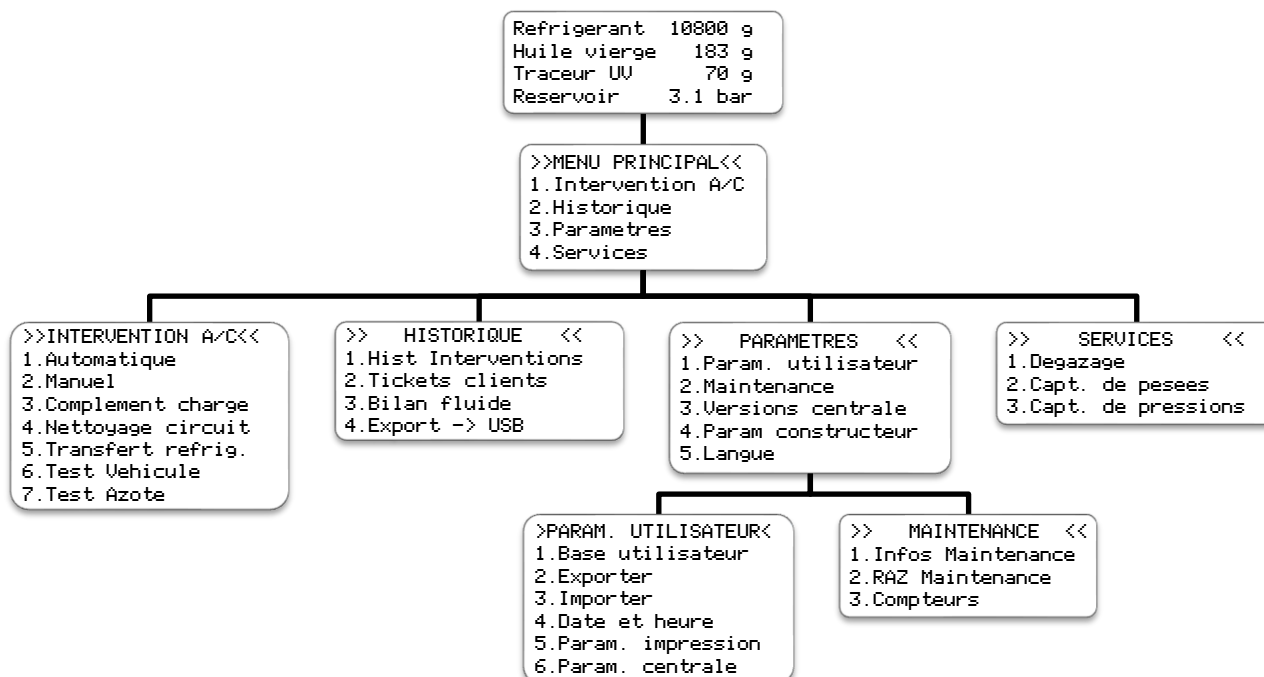 Refrigerant 10800 g
Huile vierge 183 g
Traceur UV 70 g
Reservoir 3.1 bar
>>MENU PRINCIPAL<<
1.Intervention A/C
2.Historique
3.Parametres
4.Services
>>INTERVENTION A/C<<
1.Automatique
2.Manuel
3.Complement charge
4.Nettoyage circuit
5.Transfert refrig.
6.Test Vehicule
7.Test Azote
>> HISTORIQUE <<
1.Hist Interventions
2.Tickets clients
3.Bilan fluide
4.Export -> USB
>> PARAMETRES <<
1.Param. utilisateur
2.Maintenance
3.Versions centrale
4.Param constructeur
5.Langue
>> SERVICES <<
1.Degazage
2.Capt. de pesees
3.Capt. de pressions
>PARAM. UTILISATEUR<
1.Base utilisateur
2.Exporter
3.Importer
4.Date et heure
5.Param. impression
6.Param. centrale
>> MAINTENANCE <<
1.Infos Maintenance
2.RAZ Maintenance
3.Compteurs